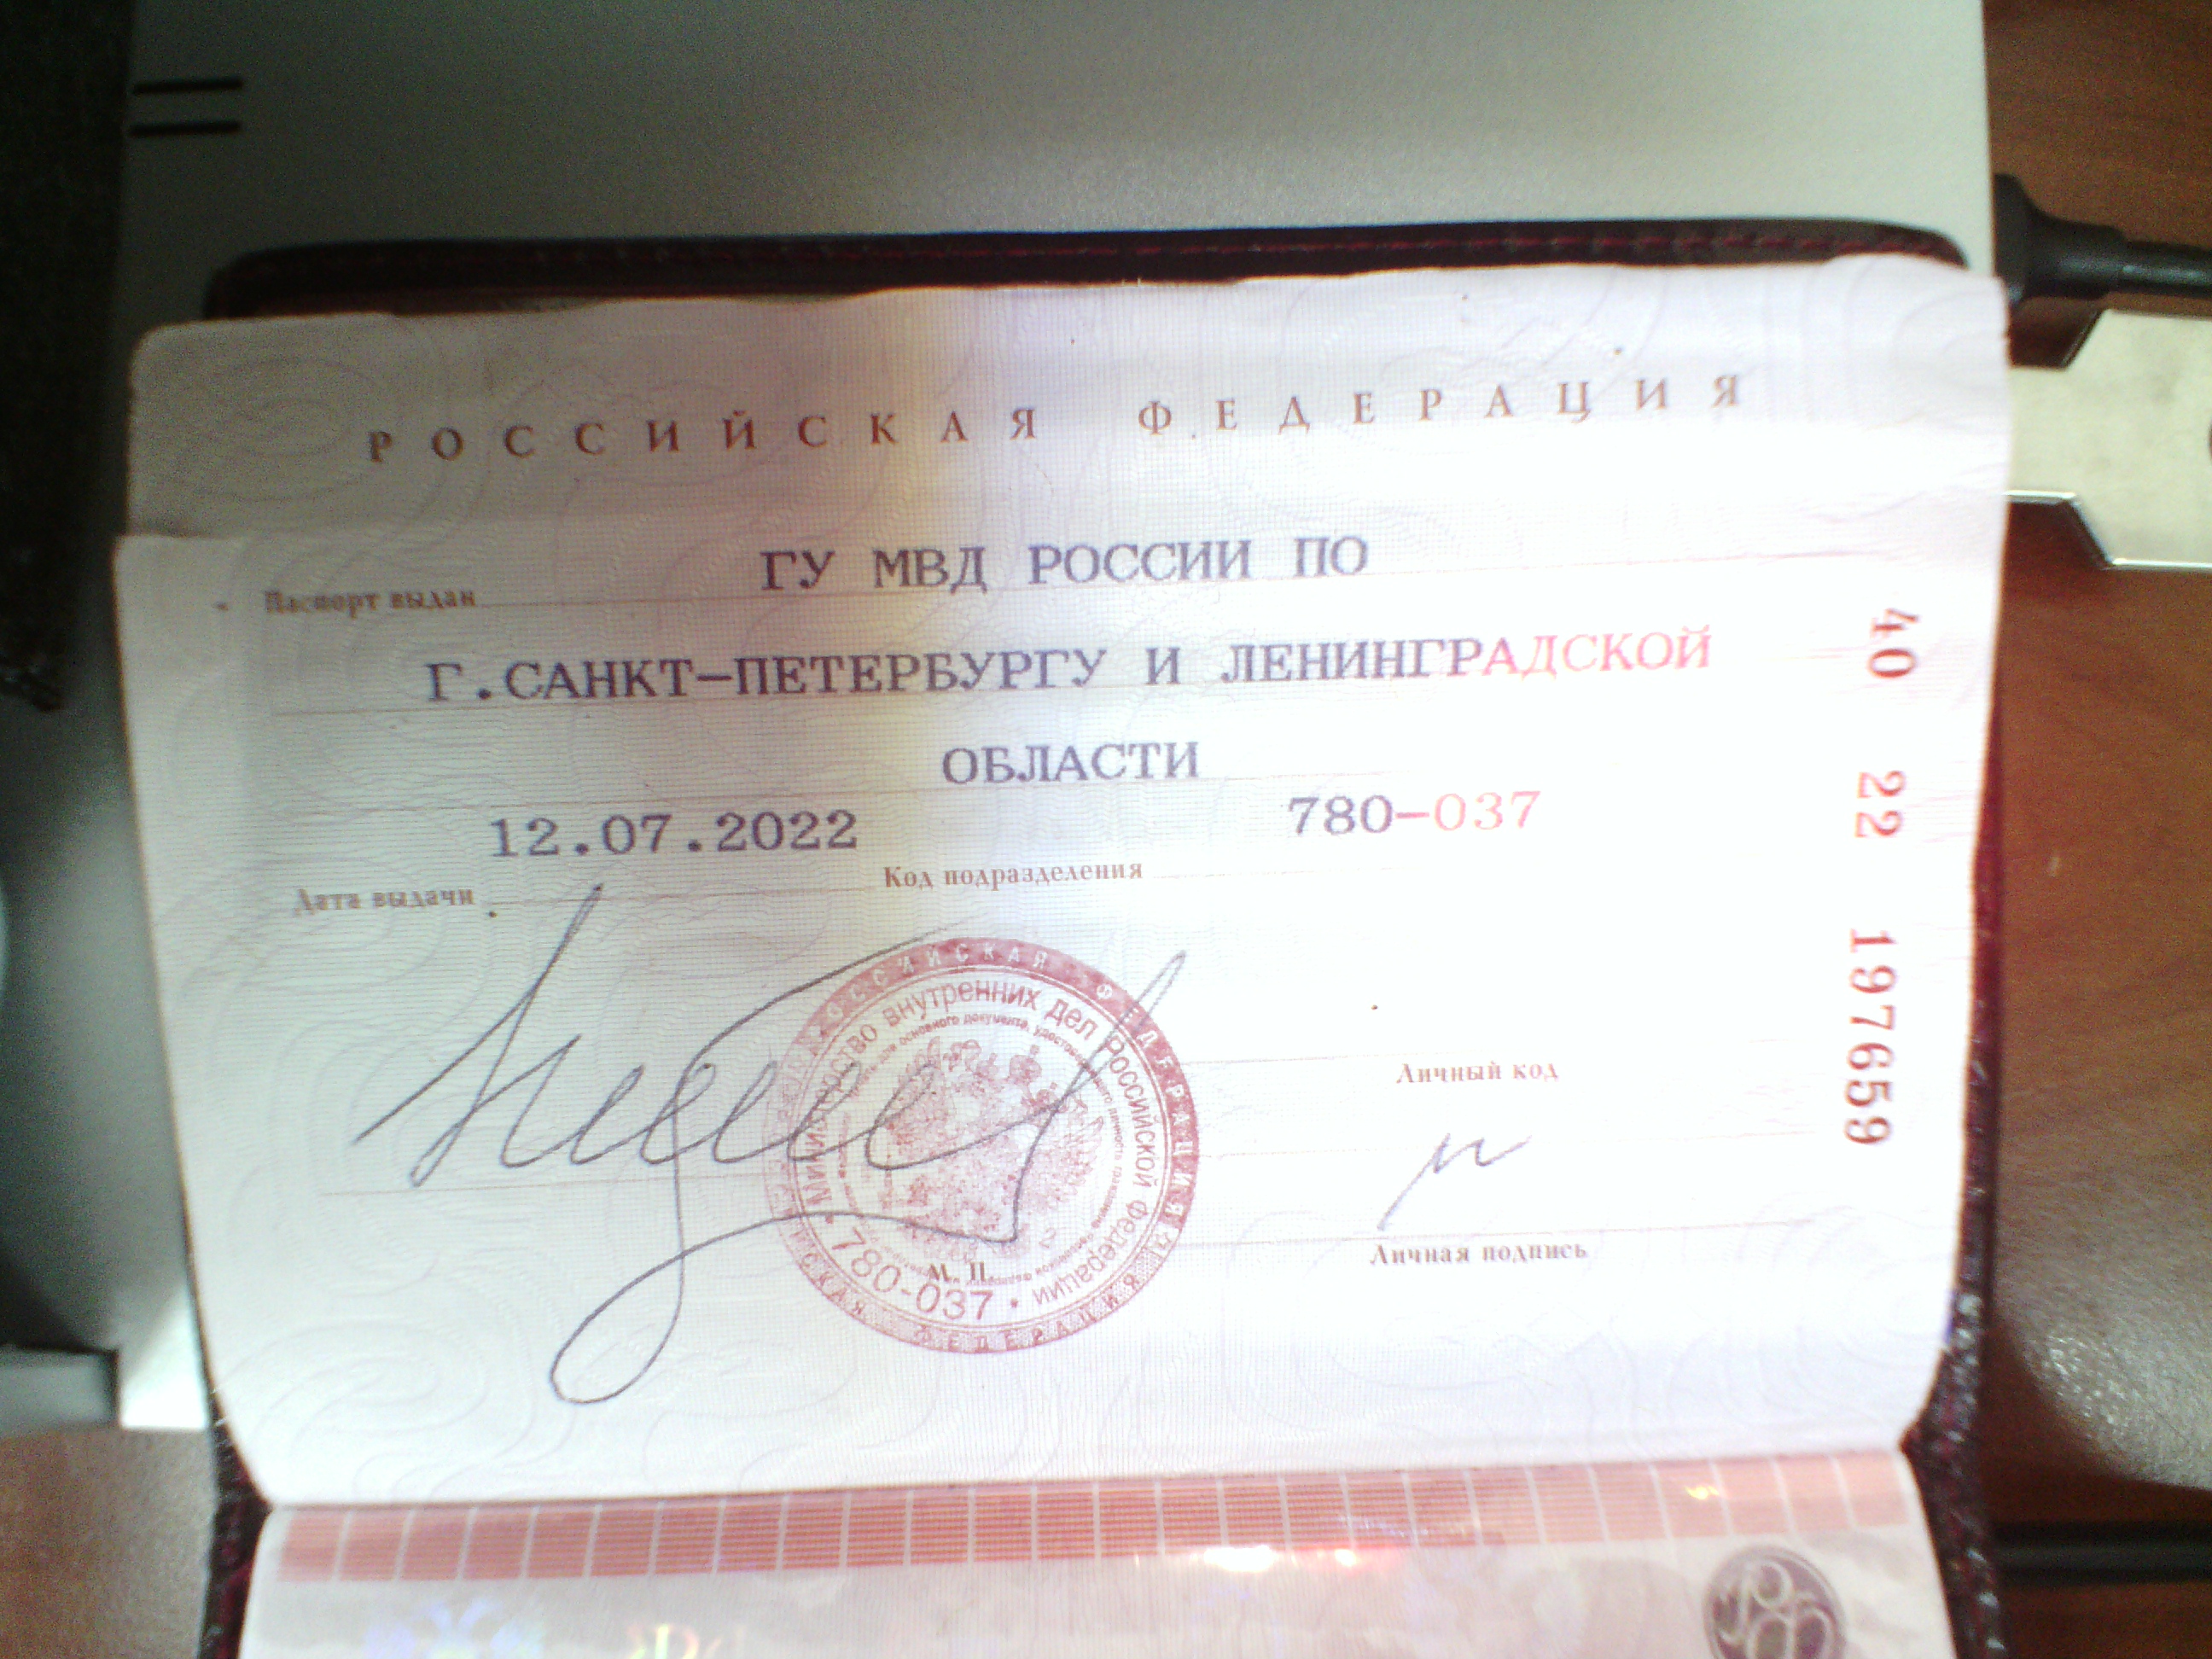 РОССИЙСКАЯ ФЕДЕРАЦИЯ
Паспорт выдан ГУ МВД РОССИИ ПО
Г.САНКТ-ПЕТЕРБУРГУ И ЛЕНИНГРАДСКОЙ
ОБЛАСТИ
12.07.2022 780-037
Дата выдачи Код подразделения
Личный код
Личная подпись
М. П.
РОССИЙСКАЯ ФЕДЕРАЦИЯ
Министерство внутренних дел Российской Федерации
780-037
40 22 197659